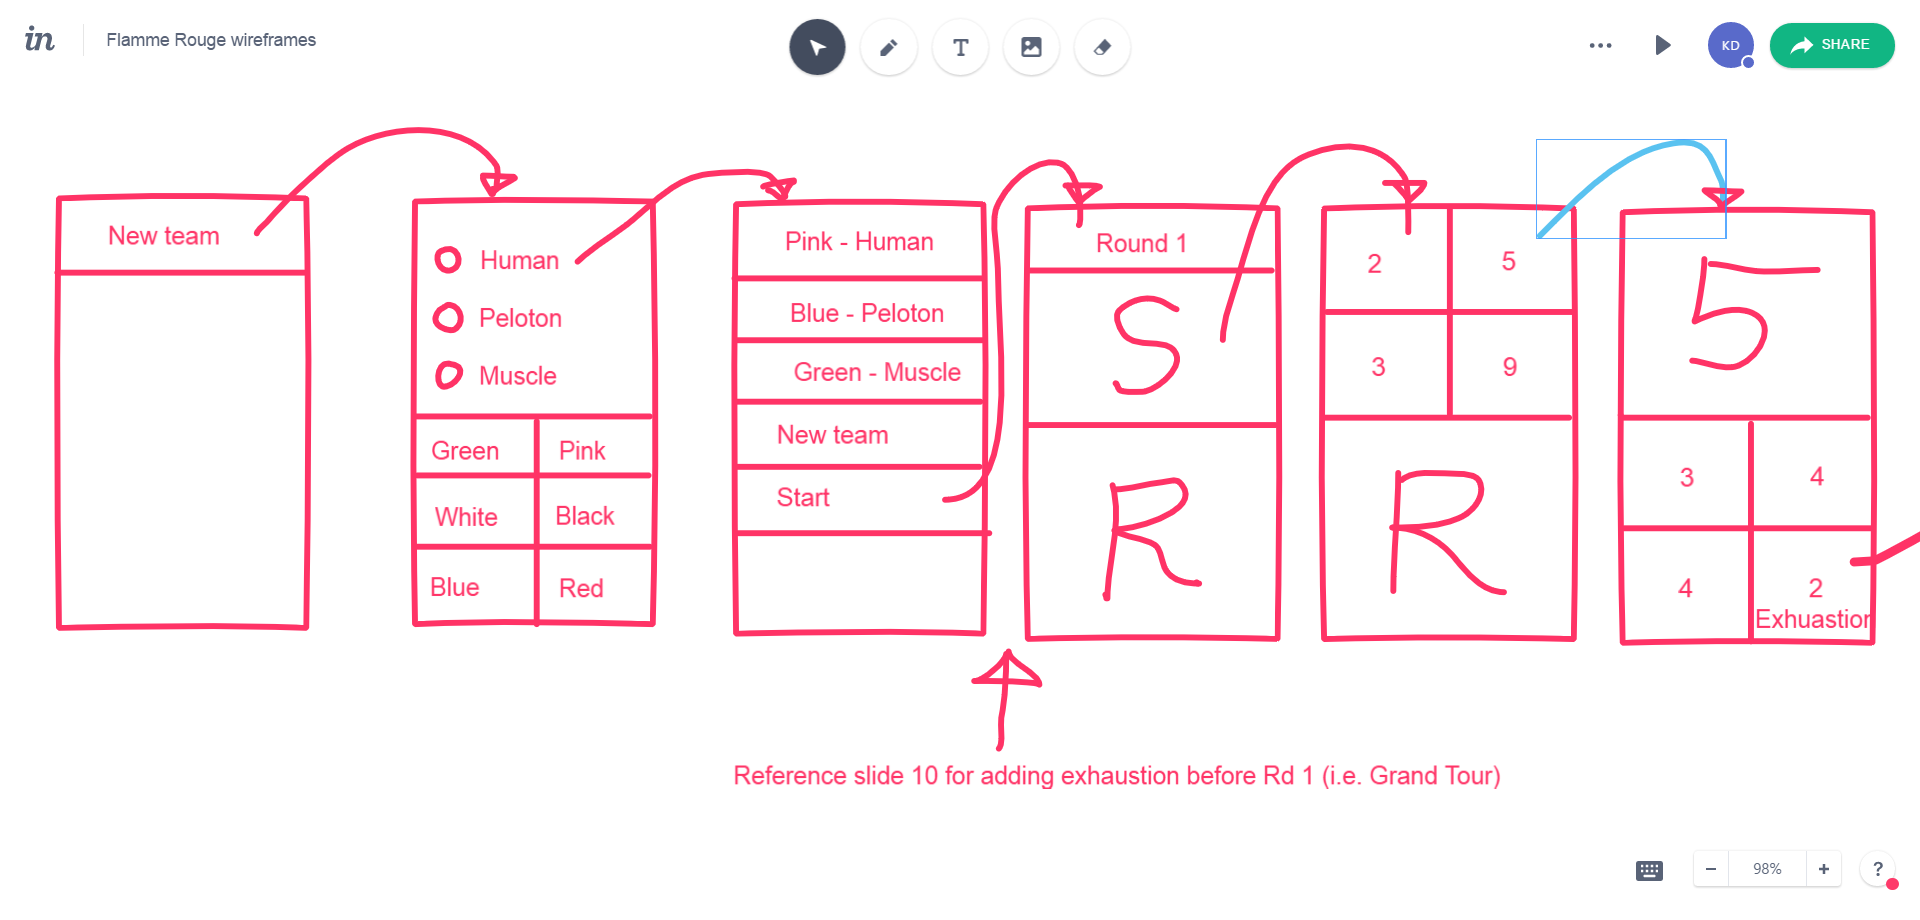 in
Flamme Rouge wireframes
T
KD
SHARE
New team
Human
Peloton
Muscle
Green
Pink
White
Black
Blue
Red
Pink - Human
Blue - Peloton
Green - Muscle
New team
Start
Round 1
S
R
2
5
3
9
R
5
3
4
4
2
Exhuastior
Reference slide 10 for adding exhaustion before Rd 1 (i.e. Grand Tour)
98%
?